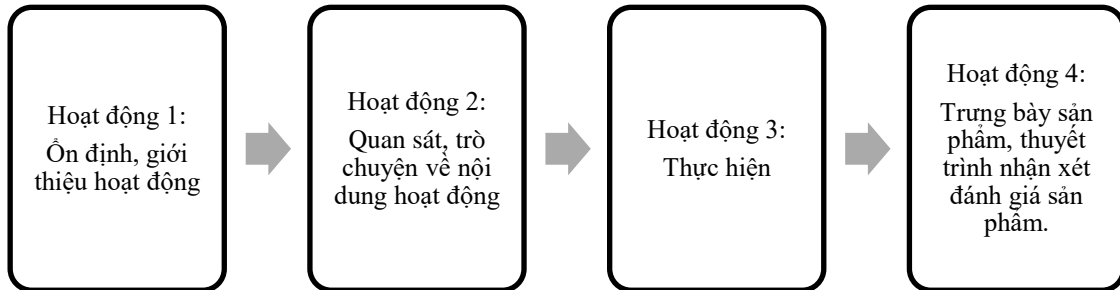 Hoạt động 1:
Ổn định, giới
thiệu hoạt động
Hoạt động 2:
Quan sát, trò
chuyện về nội
dung hoạt động
Hoạt động 3:
Thực hiện
Hoạt động 4:
Trưng bày sản
phẩm, thuyết
trình nhận xét
đánh giá sản
phẩm.